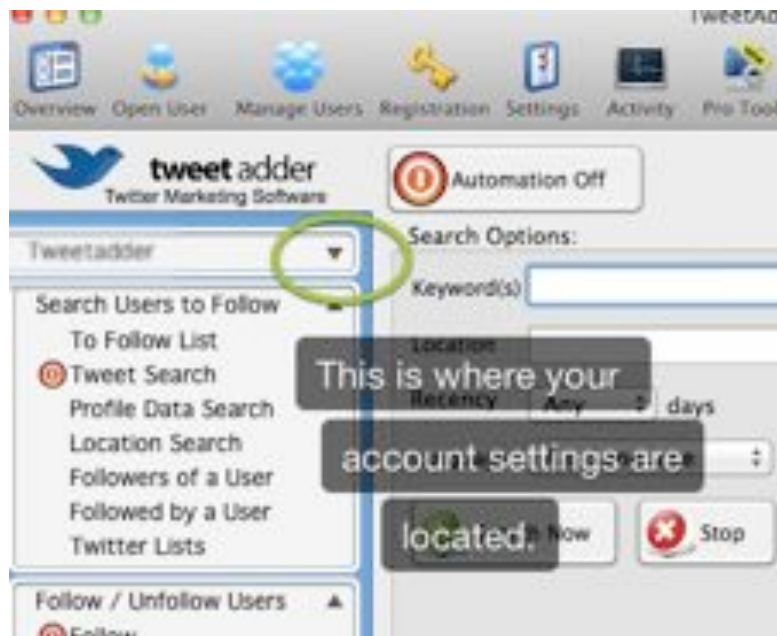 TweetAd
Overview Open User Manage Users Registration Settings Activity Pro Tool
tweet adder
Twitter Marketing Software
Automation Off
Tweetadder
Search Options:
Keyword(s)
Search Users to Follow
To Follow List
Location
Tweet Search
This is where your
Profile Data Search
Recency Any days
Location Search
account settings are
Followers of a User
Followed by a User
located.
Now
Stop
Twitter Lists
Follow / Unfollow Users
Follow